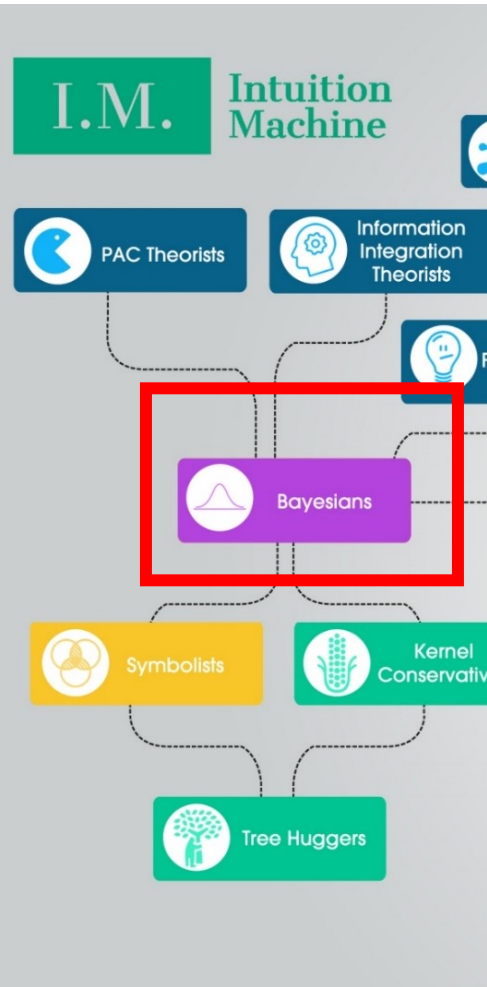 I.M.
Intuition
Machine
PAC Theorists
Information
Integration
Theorists
Bayesians
Symbolists
Kernel
Tree Huggers